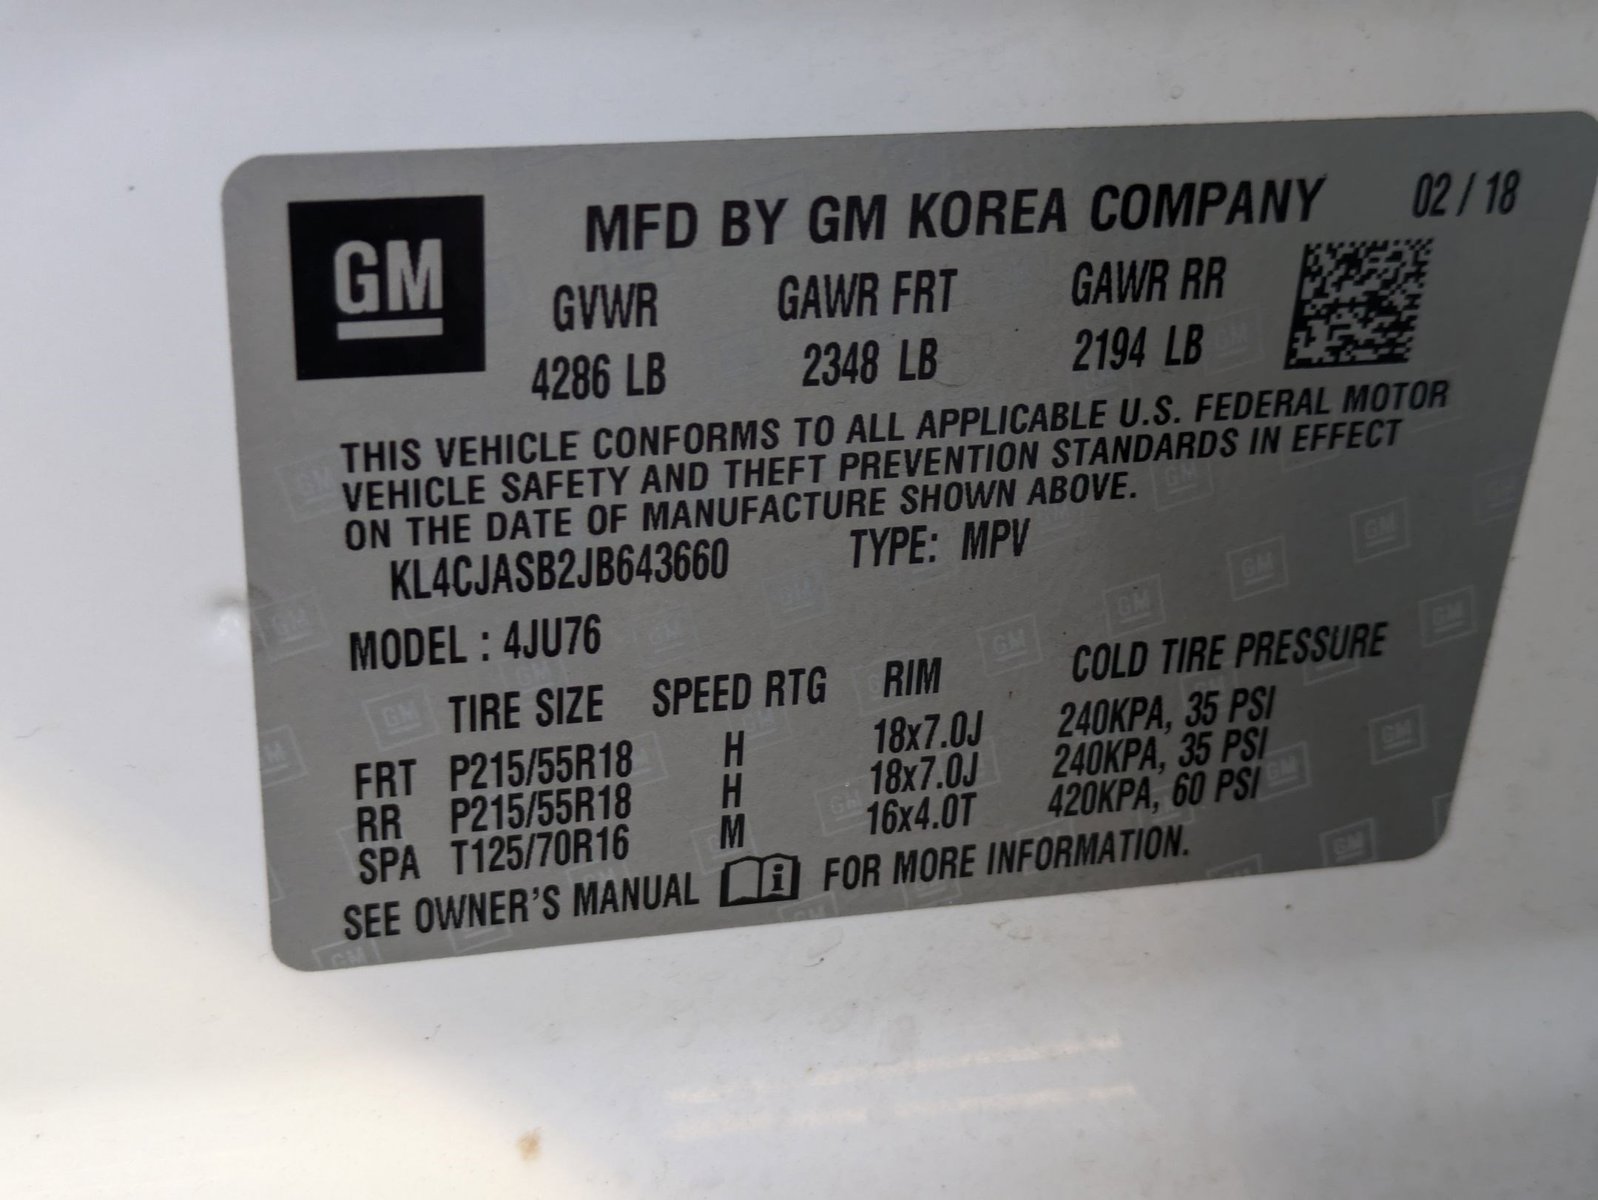 GM
MFD BY GM KOREA COMPANY 02 / 18
GVWR GAWR FRT GAWR RR
4286 LB 2348 LB 2194 LB
THIS VEHICLE CONFORMS TO ALL APPLICABLE U.S. FEDERAL MOTOR
VEHICLE SAFETY AND THEFT PREVENTION STANDARDS IN EFFECT
ON THE DATE OF MANUFACTURE SHOWN ABOVE.
KL4CJASB2JB643660 TYPE: MPV
MODEL : 4JU76
TIRE SIZE SPEED RTG RIM COLD TIRE PRESSURE
FRT P215/55R18 H 18x7.0J 240KPA, 35 PSI
RR P215/55R18 H 18x7.0J 240KPA, 35 PSI
SPA T125/70R16 M 16x4.0T 420KPA, 60 PSI
SEE OWNER'S MANUAL i FOR MORE INFORMATION.